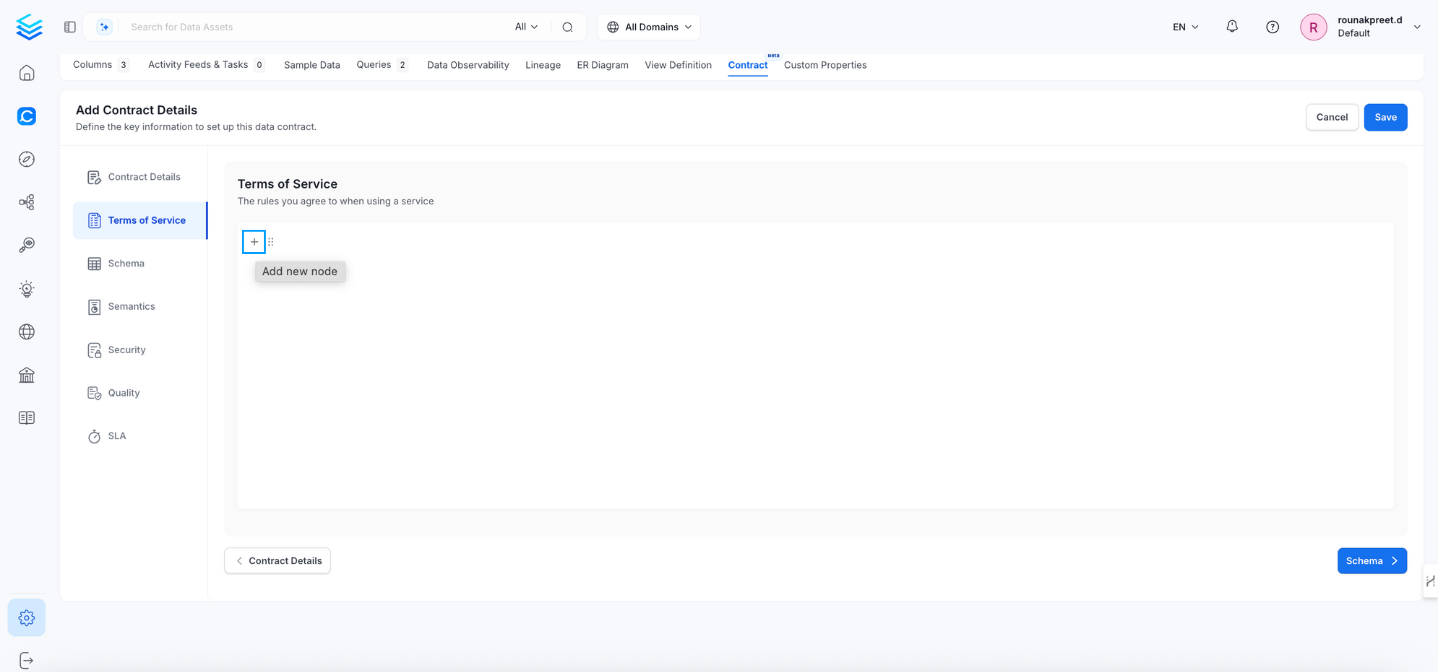 Search for Data Assets
All
All Domains
EN
R
rounakpreet.d
Default
Columns 3
Activity Feeds & Tasks 0
Sample Data
Queries 2
Data Observability
Lineage
ER Diagram
View Definition
Contract
Beta
Custom Properties
Add Contract Details
Define the key information to set up this data contract.
Cancel
Save
Contract Details
Terms of Service
Schema
Semantics
Security
Quality
SLA
Terms of Service
The rules you agree to when using a service
Add new node
Contract Details
Schema